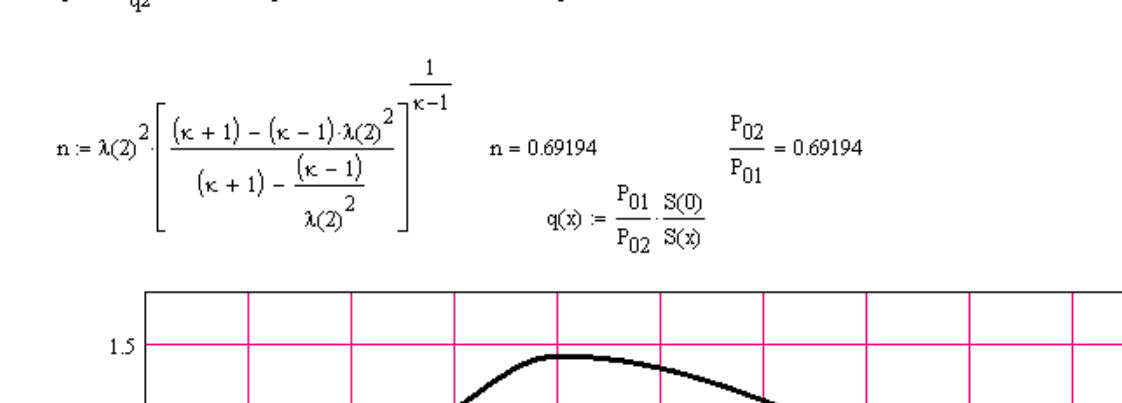 q2
n := λ(2)^2·[((κ + 1) − (κ − 1)·λ(2)^2)/((κ + 1) − (κ − 1)/λ(2)^2)]^(1/(κ−1)) n = 0.69194 P02/P01 = 0.69194
q(x) := P01/P02·S(0)/S(x)
1.5